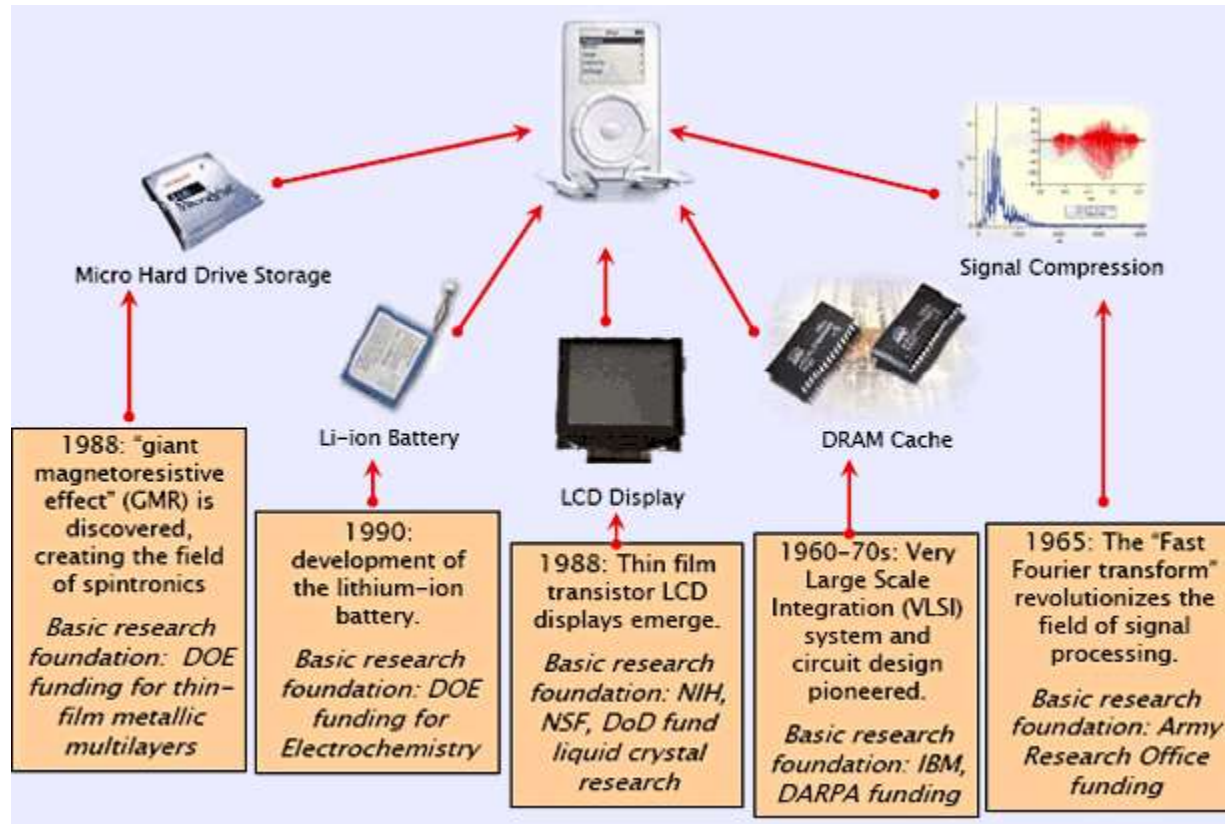 Micro Hard Drive Storage
Li-ion Battery
LCD Display
DRAM Cache
Signal Compression
1988: “giant
magnetoresistive
effect” (GMR) is
discovered,
creating the field
of spintronics
Basic research
foundation: DOE
funding for thin-
film metallic
multilayers
1990:
development of
the lithium-ion
battery.
Basic research
foundation: DOE
funding for
Electrochemistry
1988: Thin film
transistor LCD
displays emerge.
Basic research
foundation: NIH,
NSF, DoD fund
liquid crystal
research
1960-70s: Very
Large Scale
Integration (VLSI)
system and
circuit design
pioneered.
Basic research
foundation: IBM,
DARPA funding
1965: The “Fast
Fourier transform”
revolutionizes the
field of signal
processing.
Basic research
foundation: Army
Research Office
funding